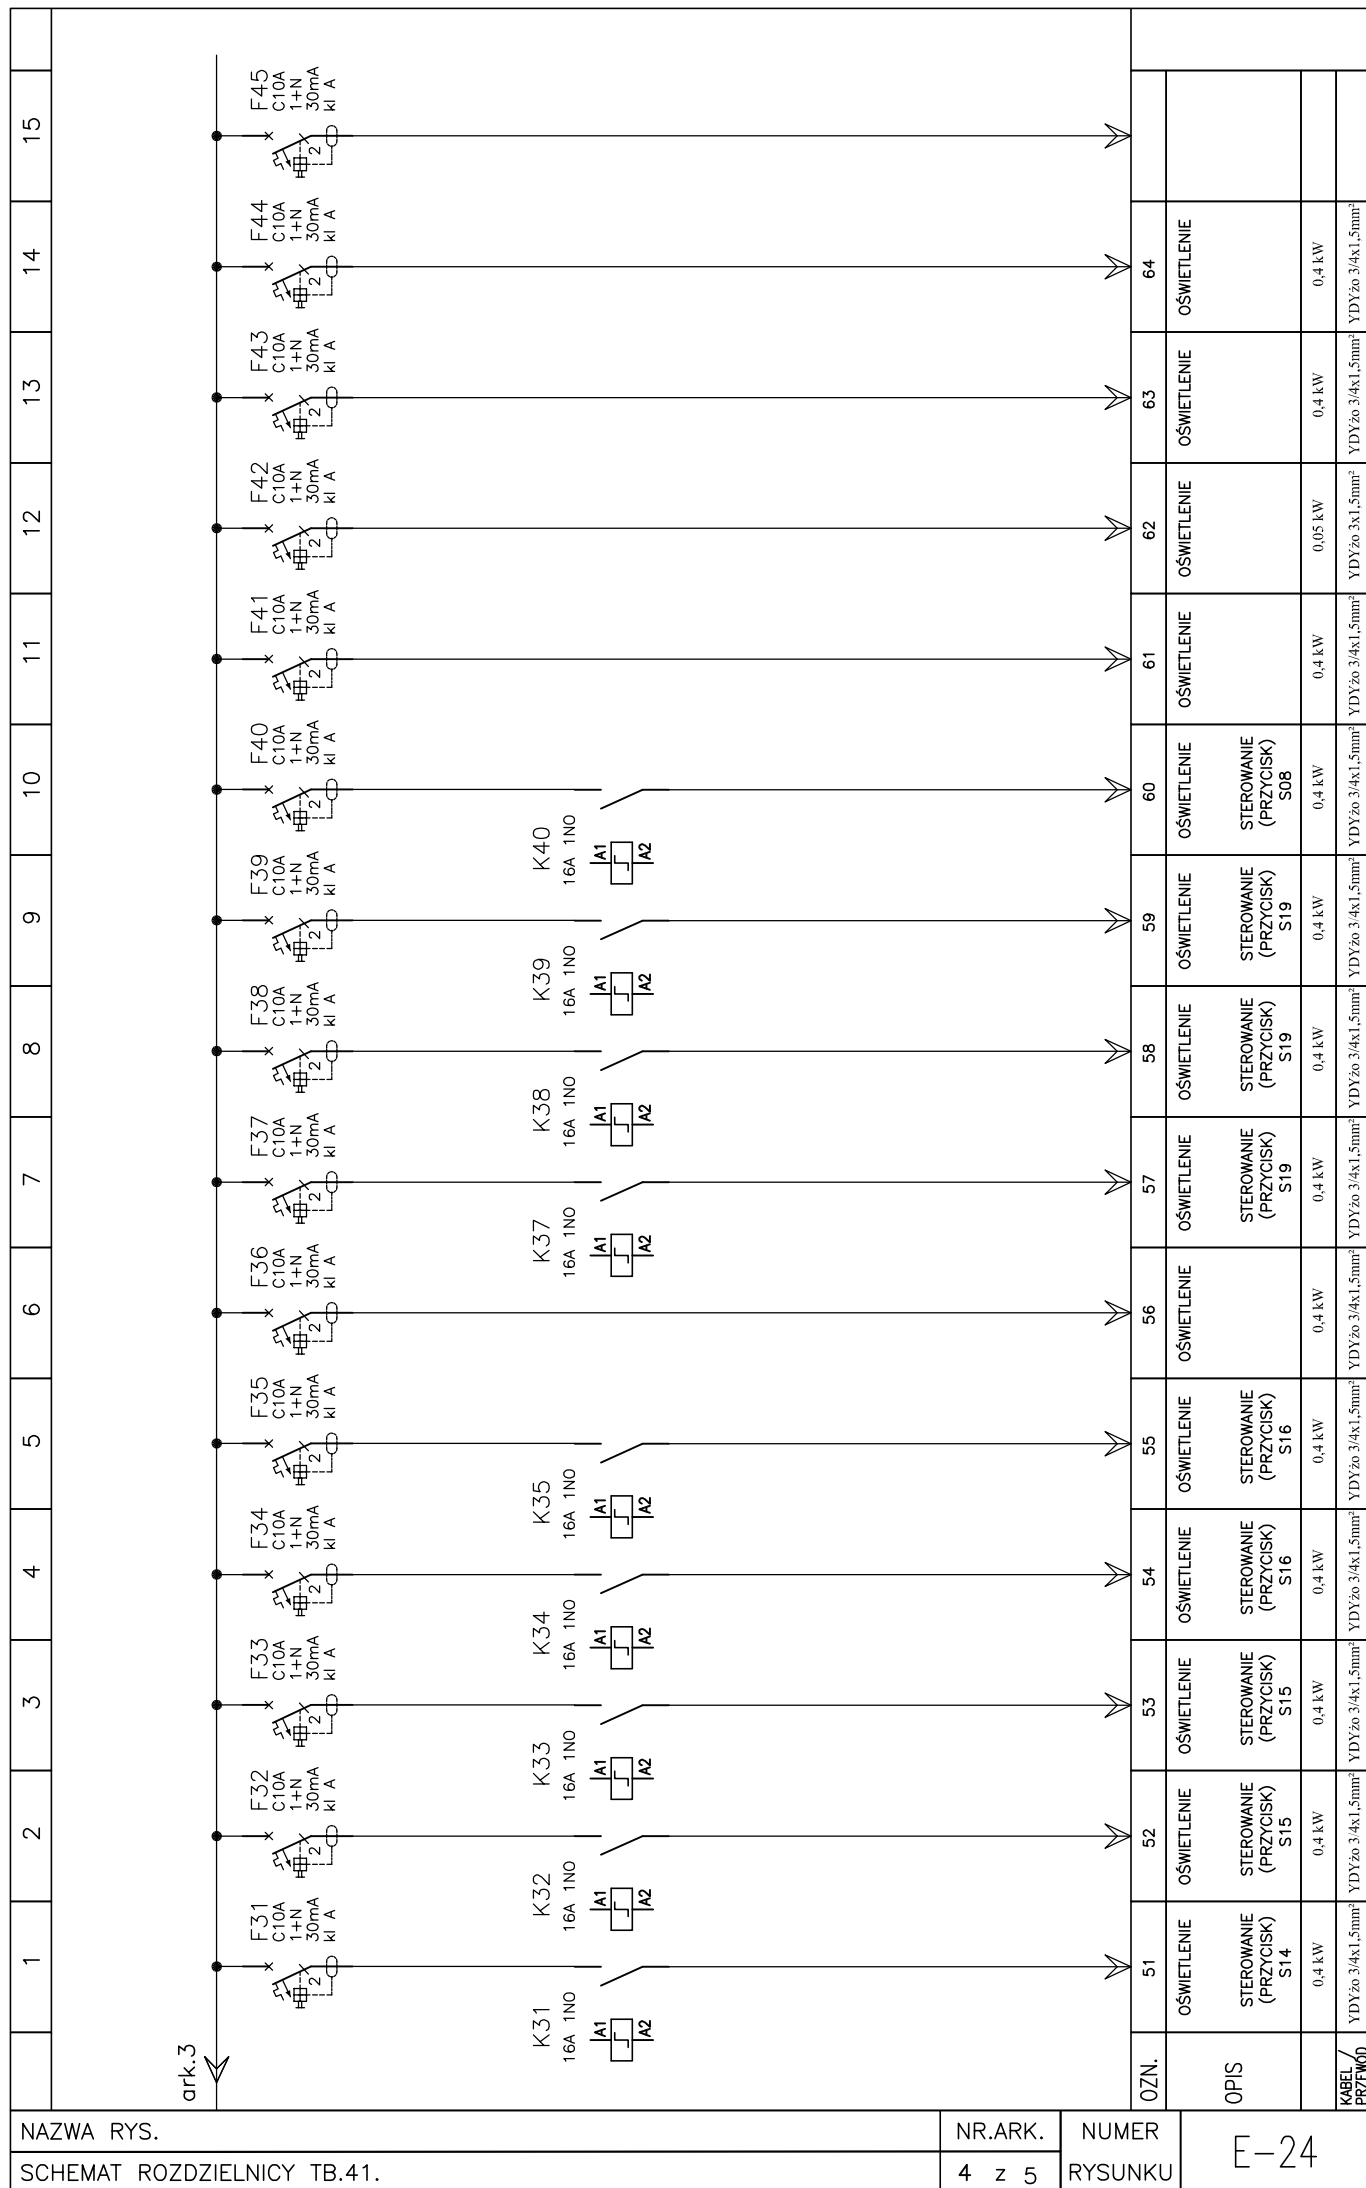 1
2
3
4
5
6
7
8
9
10
11
12
13
14
15
ark.3
F31
C10A
1+N
30mA
kl A
2
F32
C10A
1+N
30mA
kl A
2
F33
C10A
1+N
30mA
kl A
2
F34
C10A
1+N
30mA
kl A
2
F35
C10A
1+N
30mA
kl A
2
F36
C10A
1+N
30mA
kl A
2
F37
C10A
1+N
30mA
kl A
2
F38
C10A
1+N
30mA
kl A
2
F39
C10A
1+N
30mA
kl A
2
F40
C10A
1+N
30mA
kl A
2
F41
C10A
1+N
30mA
kl A
2
F42
C10A
1+N
30mA
kl A
2
F43
C10A
1+N
30mA
kl A
2
F44
C10A
1+N
30mA
kl A
2
F45
C10A
1+N
30mA
kl A
2
K31
16A 1NO
A1
A2
K32
16A 1NO
A1
A2
K33
16A 1NO
A1
A2
K34
16A 1NO
A1
A2
K35
16A 1NO
A1
A2
K37
16A 1NO
A1
A2
K38
16A 1NO
A1
A2
K39
16A 1NO
A1
A2
K40
16A 1NO
A1
A2
OZN. 51 52 53 54 55 56 57 58 59 60 61 62 63 64
OPIS
OŚWIETLENIE
STEROWANIE
(PRZYCISK)
S14
OŚWIETLENIE
STEROWANIE
(PRZYCISK)
S15
OŚWIETLENIE
STEROWANIE
(PRZYCISK)
S15
OŚWIETLENIE
STEROWANIE
(PRZYCISK)
S16
OŚWIETLENIE
STEROWANIE
(PRZYCISK)
S16
OŚWIETLENIE
OŚWIETLENIE
STEROWANIE
(PRZYCISK)
S19
OŚWIETLENIE
STEROWANIE
(PRZYCISK)
S19
OŚWIETLENIE
STEROWANIE
(PRZYCISK)
S19
OŚWIETLENIE
STEROWANIE
(PRZYCISK)
S08
OŚWIETLENIE
OŚWIETLENIE
OŚWIETLENIE
OŚWIETLENIE
0,4 kW 0,4 kW 0,4 kW 0,4 kW 0,4 kW 0,4 kW 0,4 kW 0,4 kW 0,4 kW 0,4 kW 0,4 kW 0,05 kW 0,4 kW 0,4 kW
KABEL /
PRZEWÓD
YDYżo 3/4x1,5mm²
YDYżo 3/4x1,5mm²
YDYżo 3/4x1,5mm²
YDYżo 3/4x1,5mm²
YDYżo 3/4x1,5mm²
YDYżo 3/4x1,5mm²
YDYżo 3/4x1,5mm²
YDYżo 3/4x1,5mm²
YDYżo 3/4x1,5mm²
YDYżo 3/4x1,5mm²
YDYżo 3/4x1,5mm²
YDYżo 3x1,5mm²
YDYżo 3/4x1,5mm²
YDYżo 3/4x1,5mm²
NAZWA RYS.
SCHEMAT ROZDZIELNICY TB.41.
NR.ARK.
4 z 5
NUMER
RYSUNKU
E-24